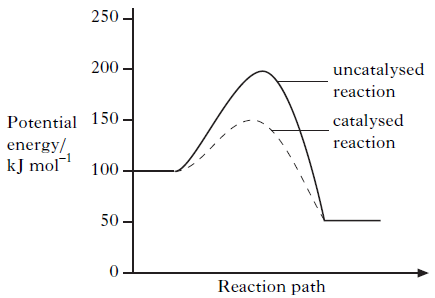 250
200
150
100
50
0
Potential
energy/
kJ mol⁻¹
uncatalysed
reaction
catalysed
reaction
Reaction path